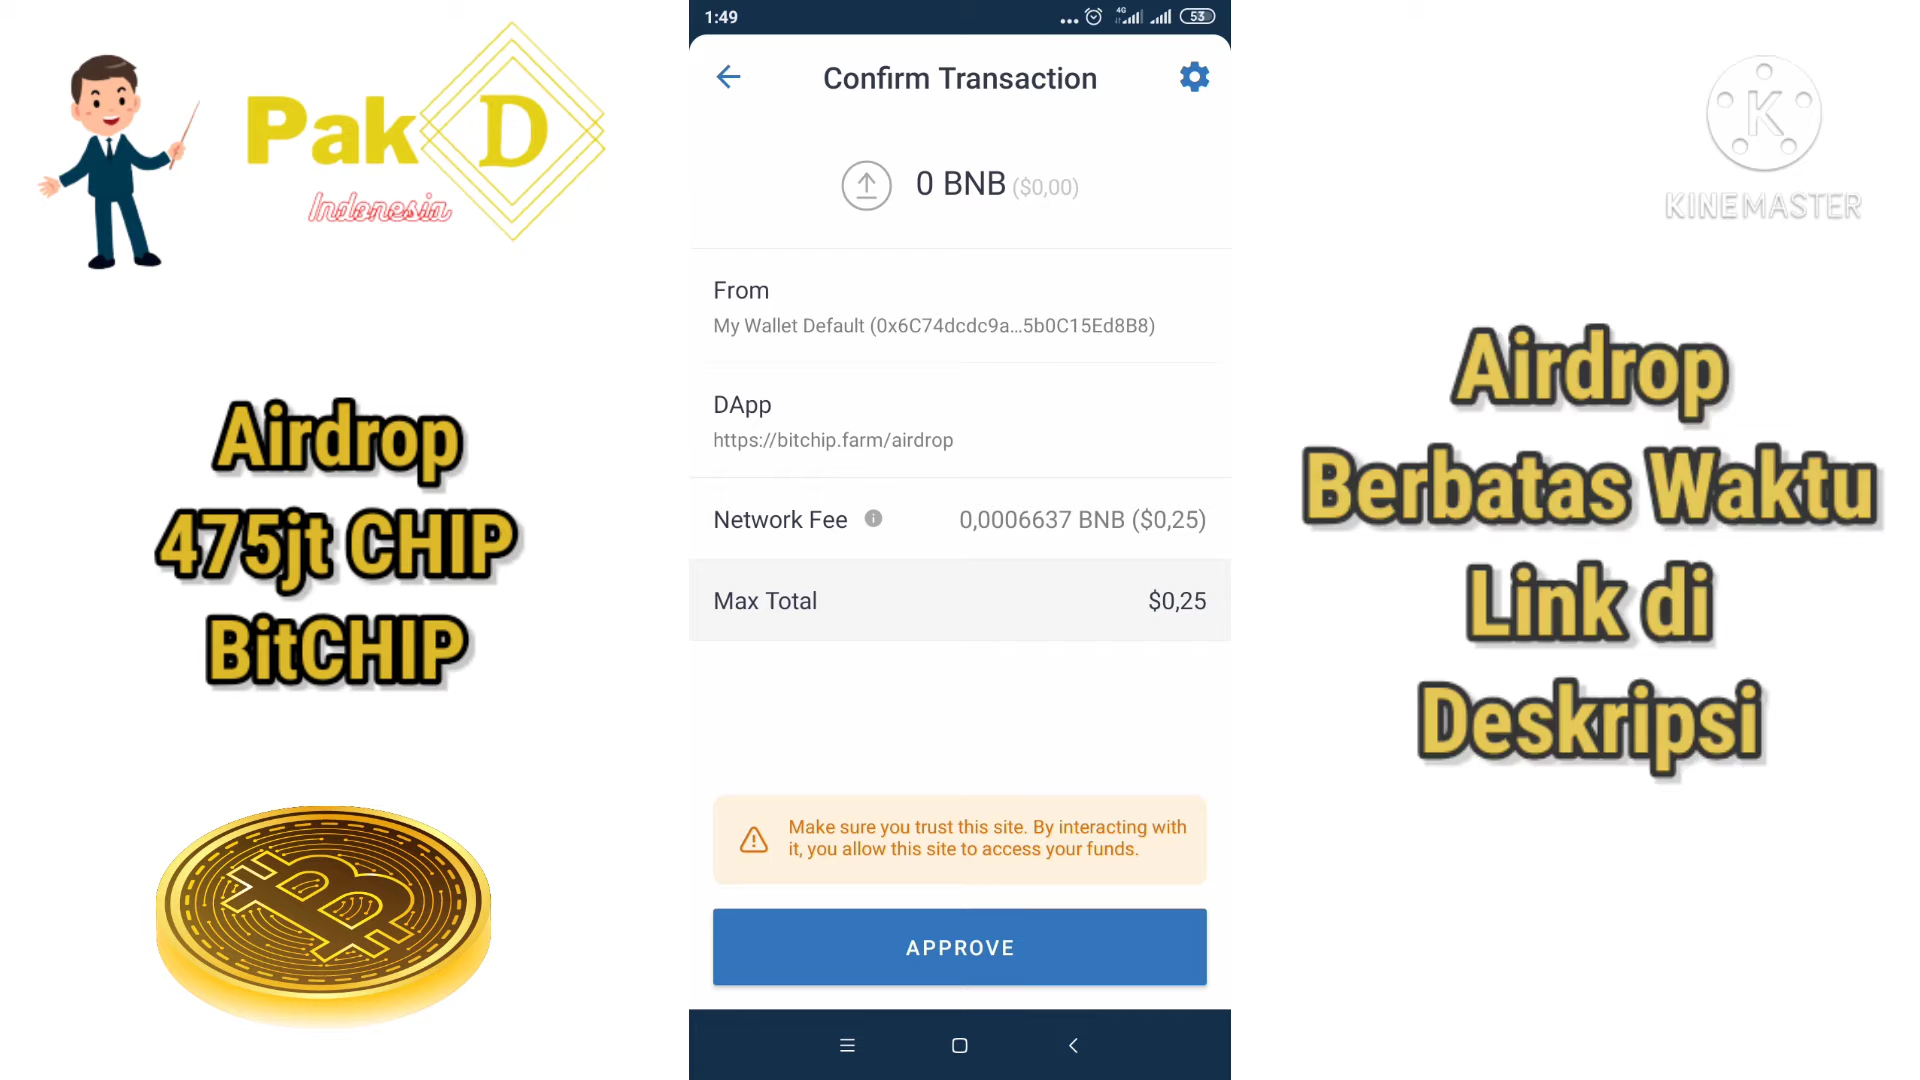 Pak D
Indonesia
Airdrop
475jt CHIP
BitCHIP
1:49
4G
53
Confirm Transaction
0 BNB ($0,00)
From
My Wallet Default (0x6C74dcdc9a...5b0C15Ed8B8)
DApp
https://bitchip.farm/airdrop
Network Fee 0,0006637 BNB ($0,25)
Max Total $0,25
Make sure you trust this site. By interacting with
it, you allow this site to access your funds.
APPROVE
K
KINEMASTER
Airdrop
Berbatas Waktu
Link di
Deskripsi